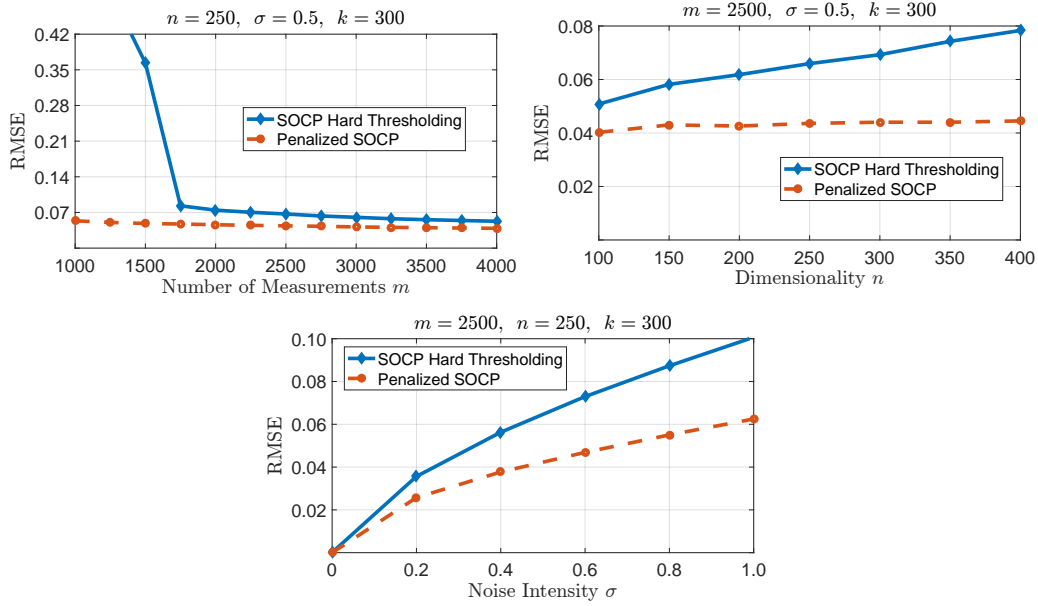 n = 250, σ = 0.5, k = 300
0.42
0.35
0.28
0.21
0.14
0.07
RMSE
SOCP Hard Thresholding
Penalized SOCP
1000 1500 2000 2500 3000 3500 4000
Number of Measurements m
m = 2500, σ = 0.5, k = 300
0.08
0.06
0.04
0.02
RMSE
SOCP Hard Thresholding
Penalized SOCP
100 150 200 250 300 350 400
Dimensionality n
m = 2500, n = 250, k = 300
0.10
0.08
0.06
0.04
0.02
RMSE
SOCP Hard Thresholding
Penalized SOCP
0 0.2 0.4 0.6 0.8 1.0
Noise Intensity σ